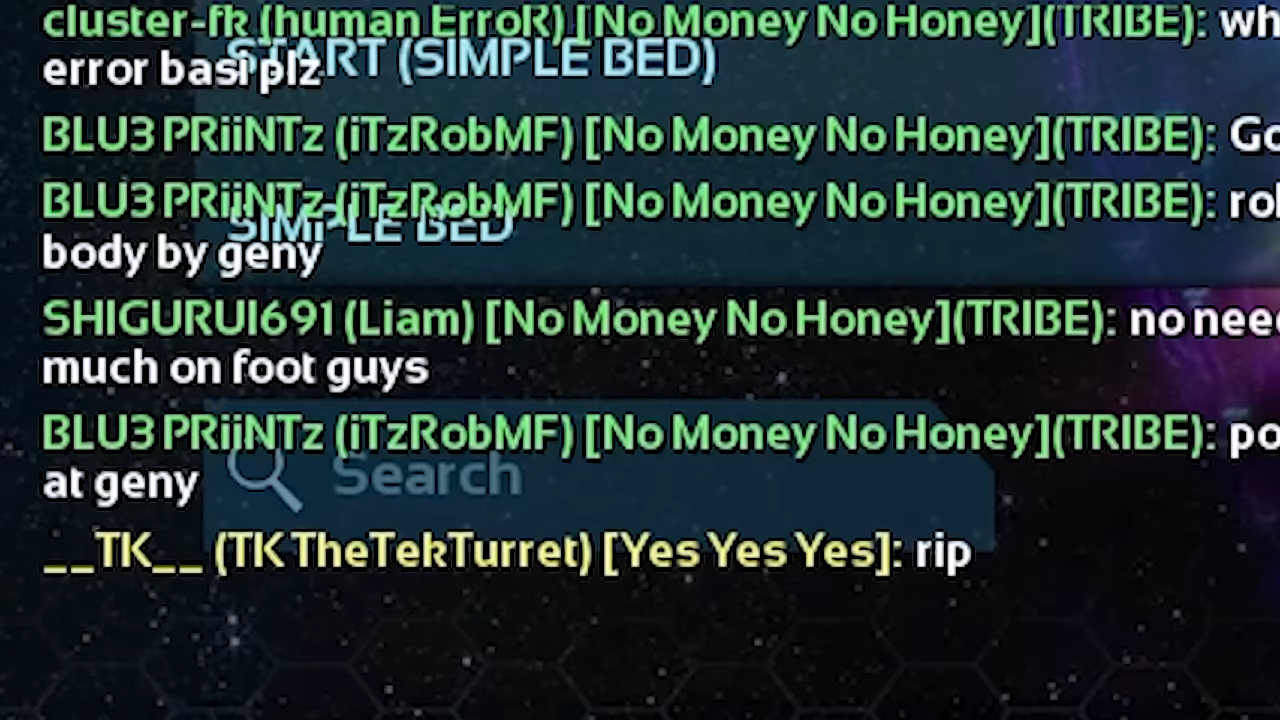 cluster-fk (human ErroR) [No Money No Honey](TRIBE): wh
START (SIMPLE BED)
error basi plz
BLU3 PRiiNTz (iTzRobMF) [No Money No Honey](TRIBE): Go
BLU3 PRiiNTz (iTzRobMF) [No Money No Honey](TRIBE): rol
SIMPLE BED
body by geny
SHIGURUI691 (Liam) [No Money No Honey](TRIBE): no need
much on foot guys
BLU3 PRiiNTz (iTzRobMF) [No Money No Honey](TRIBE): po
Search
at geny
__TK__ (TK TheTekTurret) [Yes Yes Yes]: rip